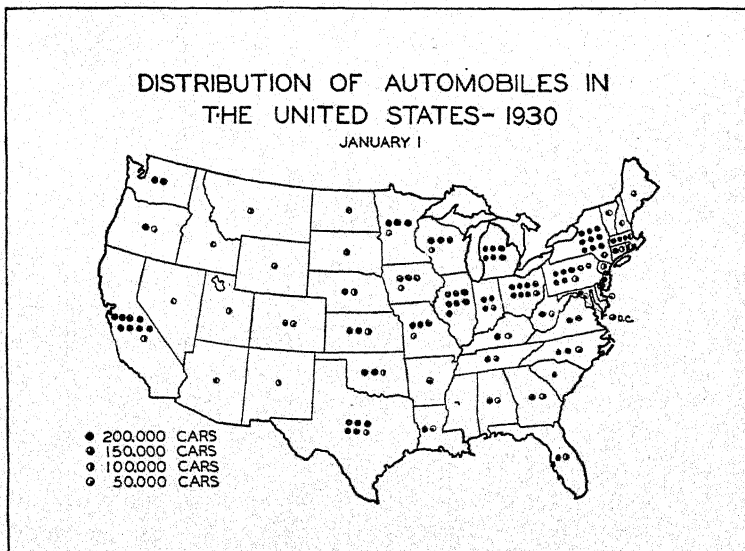 DISTRIBUTION OF AUTOMOBILES IN
THE UNITED STATES- 1930
JANUARY 1
D.C.
200,000 CARS
150,000 CARS
100,000 CARS
50,000 CARS